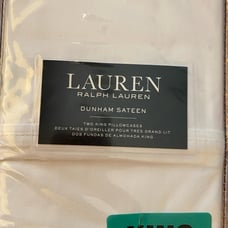 LAUREN
RALPH LAUREN
DUNHAM SATEEN
TWO KING PILLOWCASES
DEUX TAIES D'OREILLER POUR TRÈS GRAND LIT
DOS FUNDAS DE ALMOHADA KING
KING